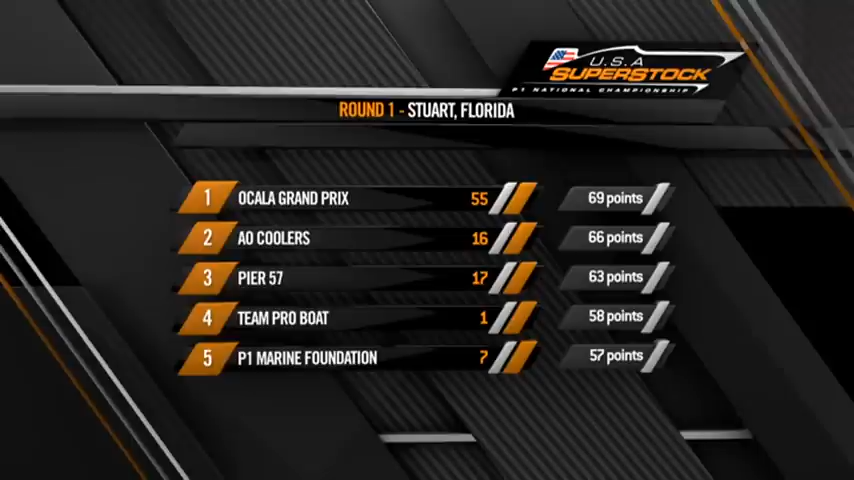 U.S.A
SUPERSTOCK
P1 NATIONAL CHAMPIONSHIP
ROUND 1 - STUART, FLORIDA
1 OCALA GRAND PRIX 55 69 points
2 AO COOLERS 16 66 points
3 PIER 57 17 63 points
4 TEAM PRO BOAT 1 58 points
5 P1 MARINE FOUNDATION 7 57 points